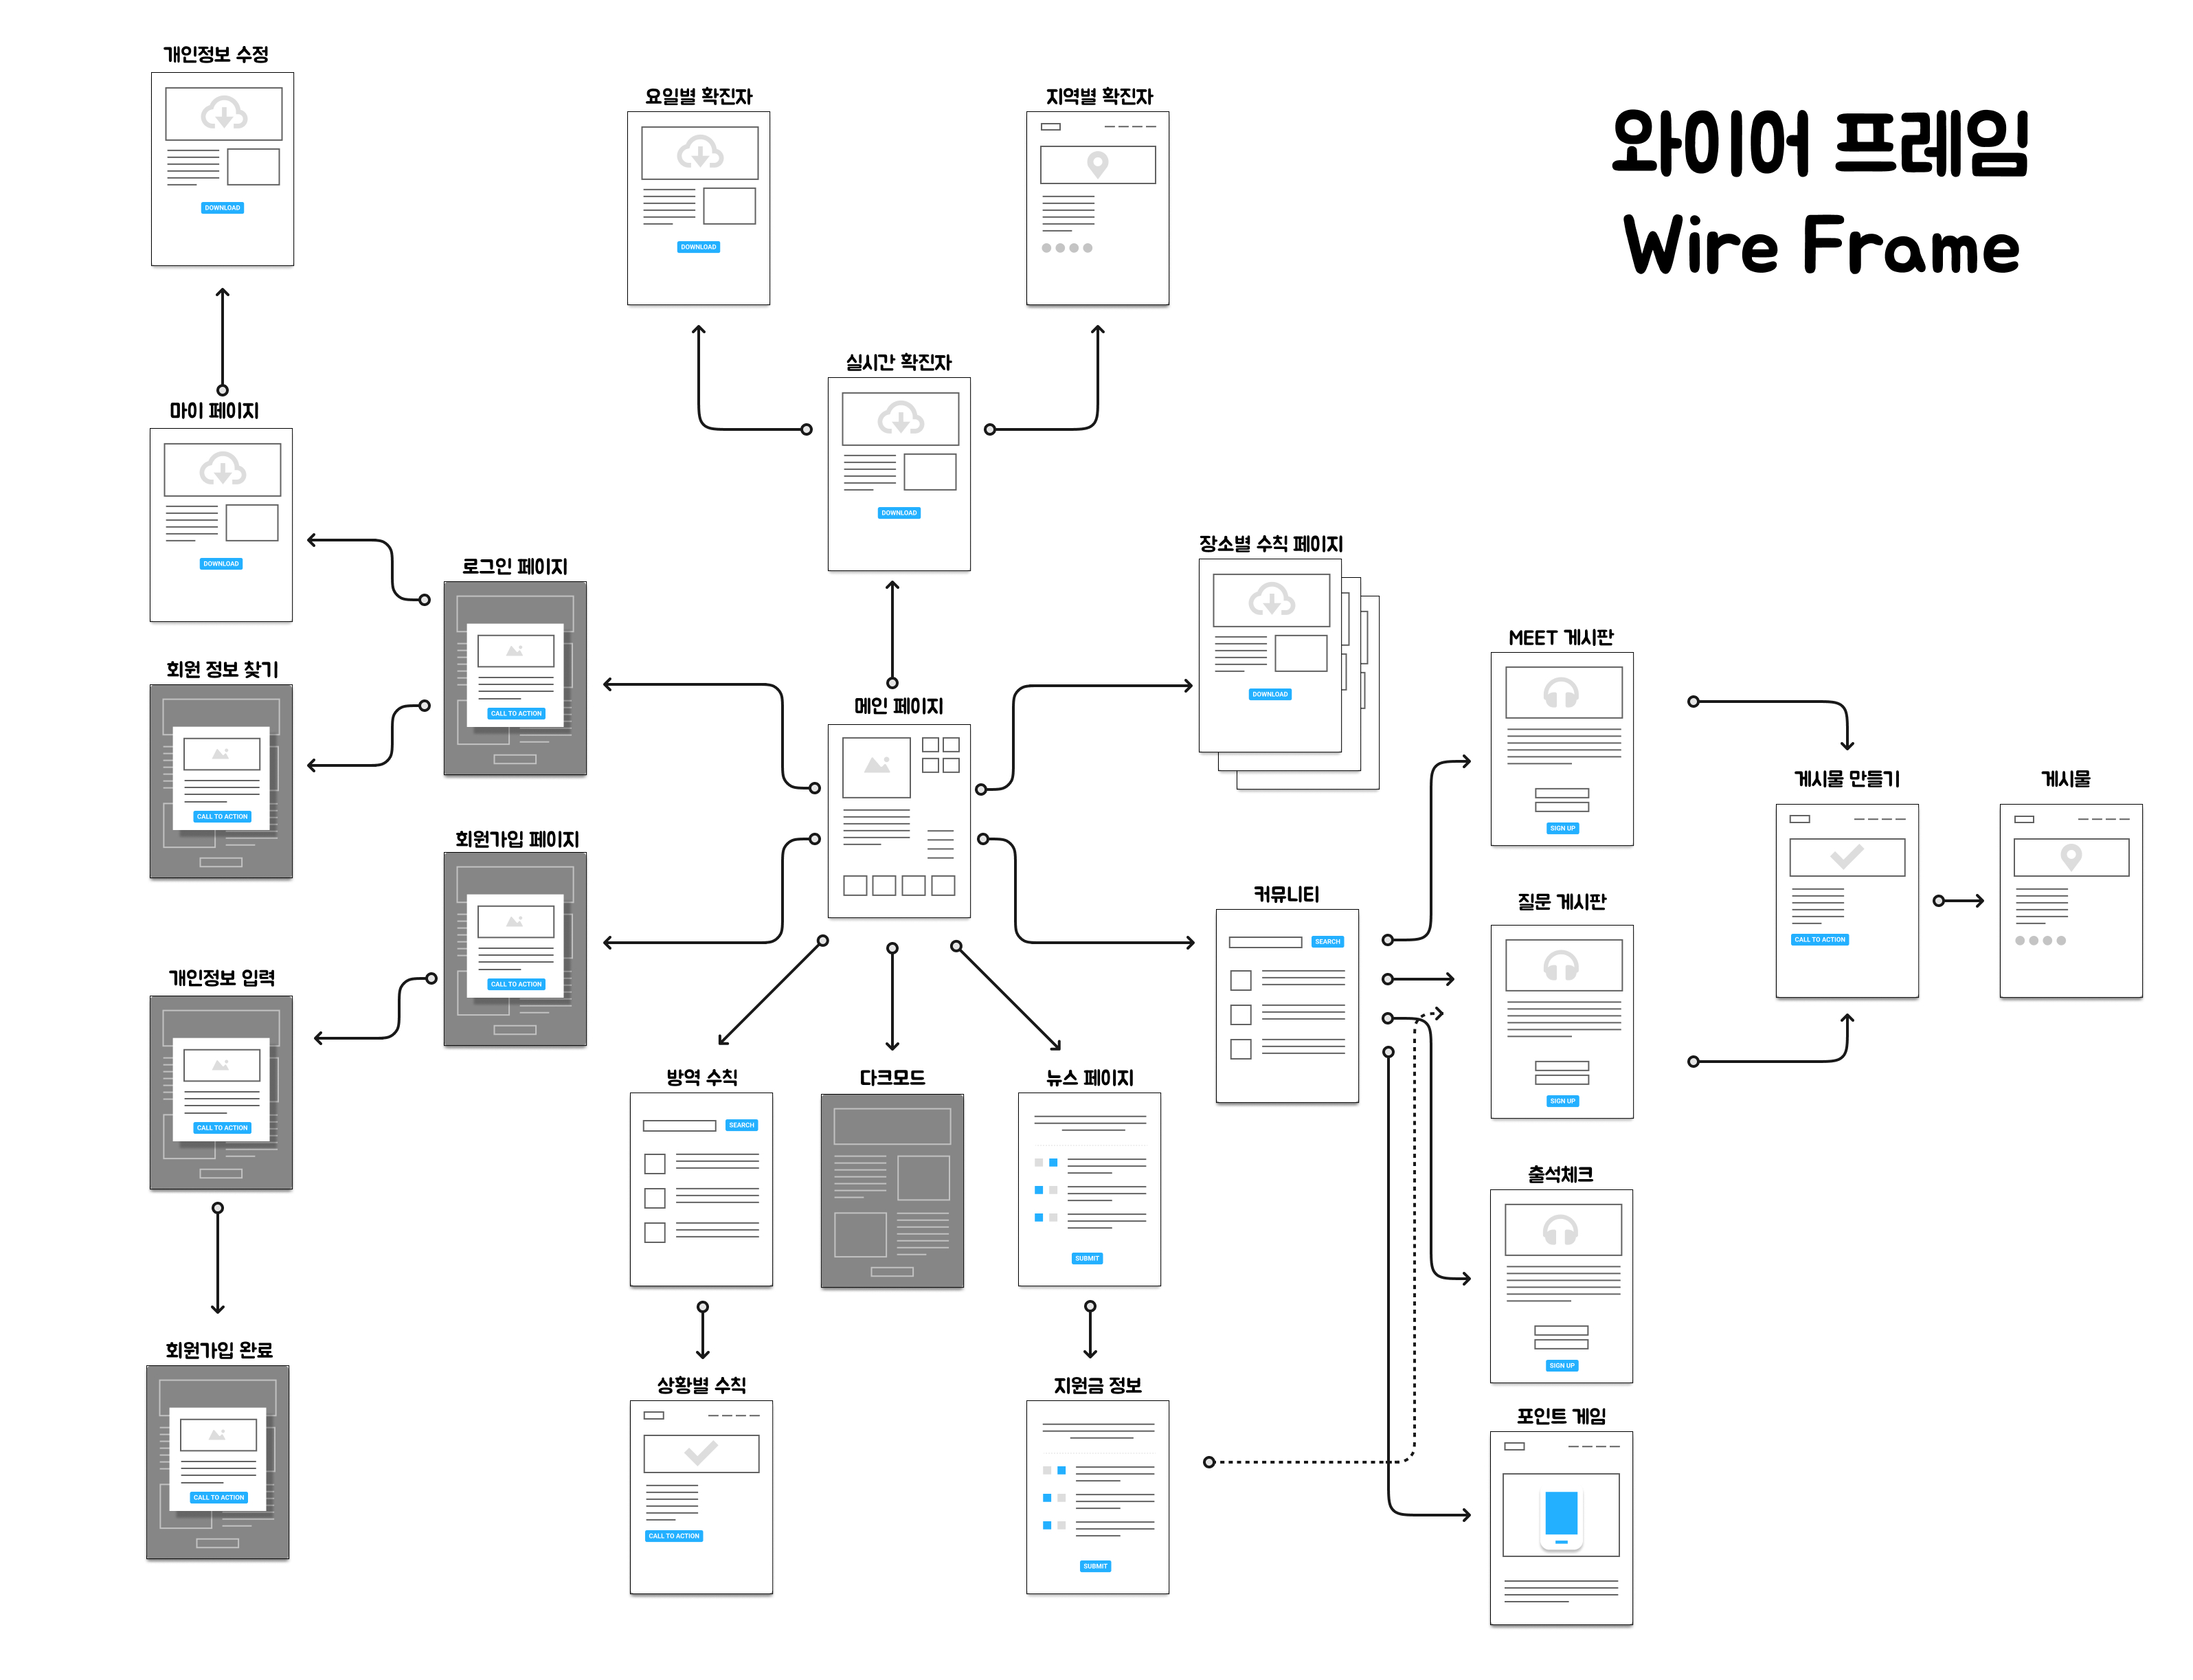 와이어 프레임
Wire Frame
개인정보 수정
DOWNLOAD
요일별 확진자
DOWNLOAD
지역별 확진자
실시간 확진자
DOWNLOAD
마이 페이지
DOWNLOAD
로그인 페이지
CALL TO ACTION
회원 정보 찾기
CALL TO ACTION
메인 페이지
장소별 수칙 페이지
DOWNLOAD
MEET 게시판
SIGN UP
게시물 만들기
CALL TO ACTION
게시물
회원가입 페이지
CALL TO ACTION
커뮤니티
SEARCH
질문 게시판
SIGN UP
개인정보 입력
CALL TO ACTION
방역 수칙
SEARCH
다크모드
뉴스 페이지
SUBMIT
출석체크
SIGN UP
회원가입 완료
CALL TO ACTION
상황별 수칙
CALL TO ACTION
지원금 정보
SUBMIT
포인트 게임